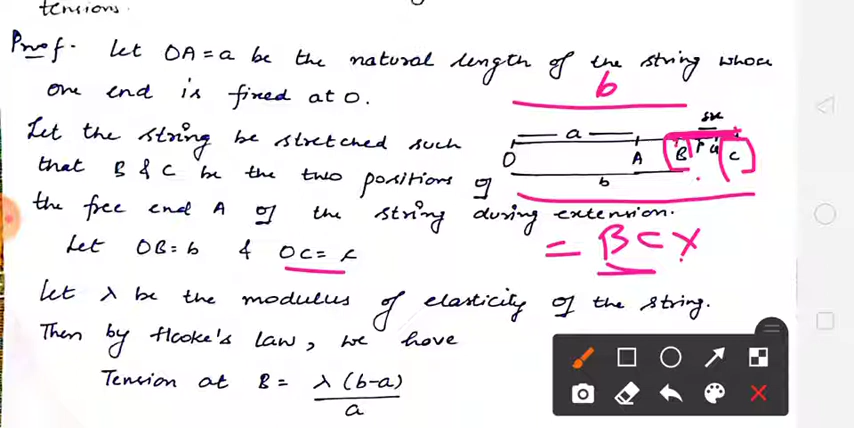 tensions.
Proof. Let OA = a be the natural length of the string whose
one end is fixed at O.
b
Let the string be stretched such
that B & C be the two positions of
the free end A of the string during extension.
a
O A B P Q C
b
Let OB = b & OC = c
= BC X
Let λ be the modulus of elasticity of the string.
Then by Hooke's law, we have
Tension at B = λ (b-a)
a